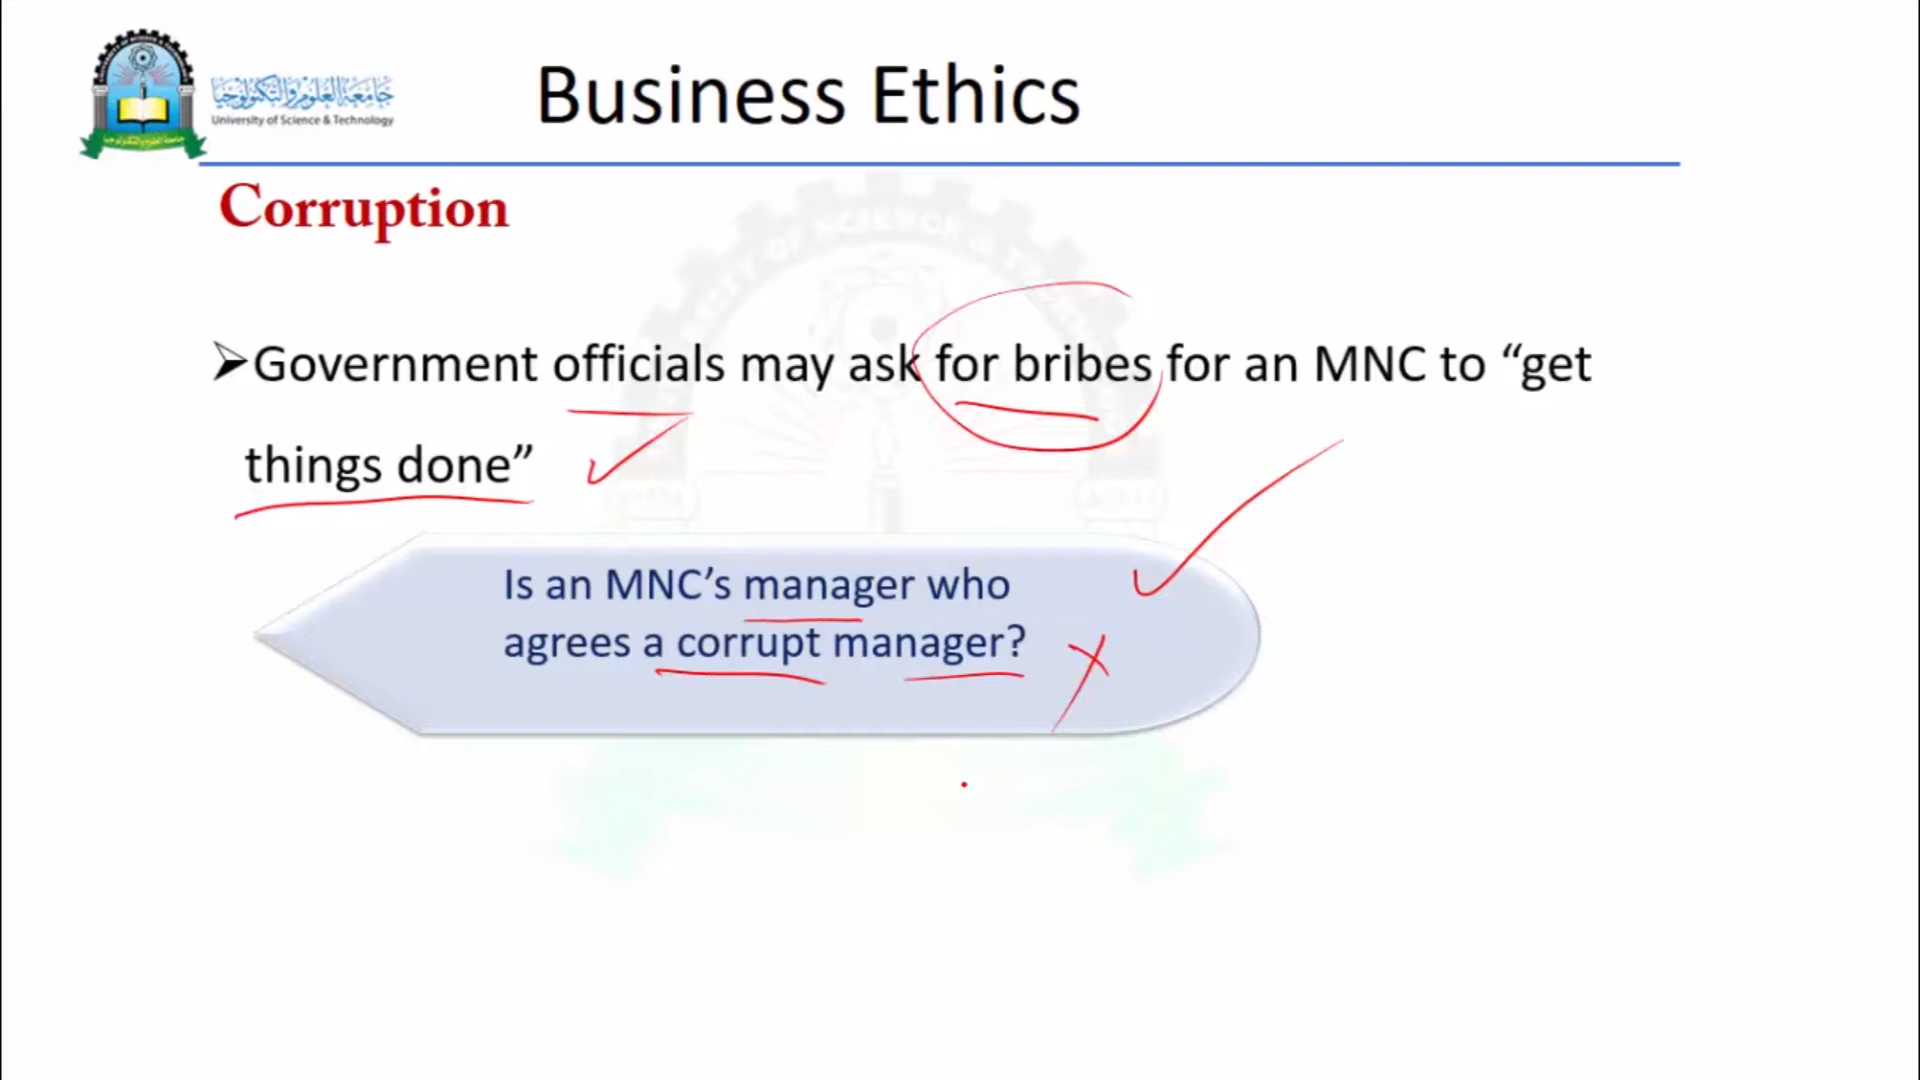 جامعة العلوم والتكنولوجيا
University of Science & Technology
Business Ethics
Corruption
➢Government officials may ask for bribes for an MNC to “get
things done”
Is an MNC’s manager who
agrees a corrupt manager?